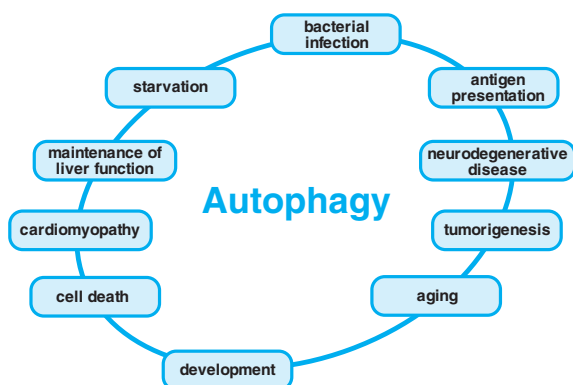 bacterial
infection
antigen
presentation
neurodegenerative
disease
tumorigenesis
aging
development
cell death
cardiomyopathy
maintenance of
liver function
starvation
Autophagy